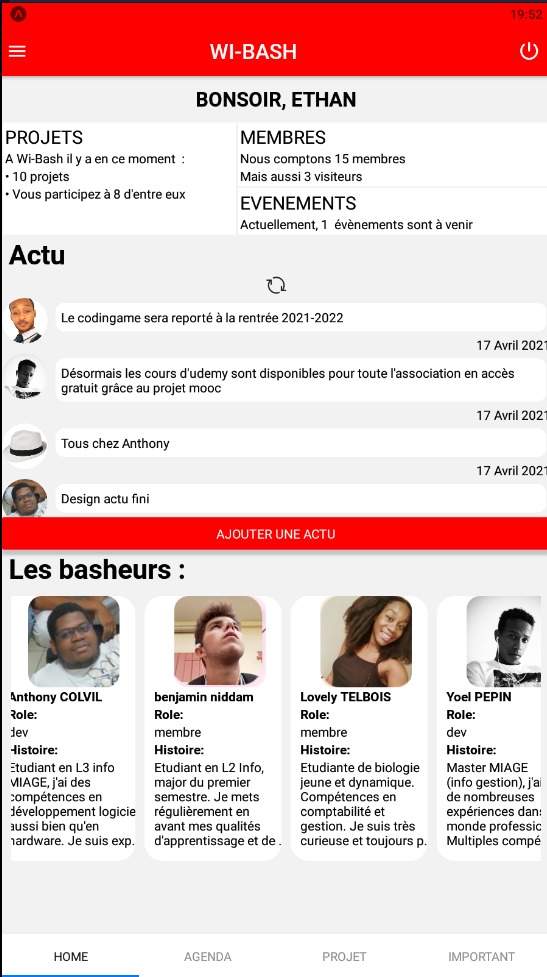 19:52
WI-BASH
BONSOIR, ETHAN
PROJETS
A Wi-Bash il y a en ce moment :
• 10 projets
• Vous participez à 8 d'entre eux
MEMBRES
Nous comptons 15 membres
Mais aussi 3 visiteurs
EVENEMENTS
Actuellement, 1 évènements sont à venir
Actu
Le codingame sera reporté à la rentrée 2021-2022
17 Avril 2021
Désormais les cours d'udemy sont disponibles pour toute l'association en accès
gratuit grâce au projet mooc
17 Avril 2021
Tous chez Anthony
17 Avril 2021
Design actu fini
AJOUTER UNE ACTU
Les basheurs :
Anthony COLVIL
Role:
dev
Histoire:
Etudiant en L3 info
MIAGE, j'ai des
compétences en
développement logicie
aussi bien qu'en
hardware. Je suis exp.
benjamin niddam
Role:
membre
Histoire:
Etudiant en L2 Info,
major du premier
semestre. Je mets
régulièrement en
avant mes qualités
d'apprentissage et de .
Lovely TELBOIS
Role:
membre
Histoire:
Etudiante de biologie
jeune et dynamique.
Compétences en
comptabilité et
gestion. Je suis très
curieuse et toujours p.
Yoel PEPIN
Role:
dev
Histoire:
Master MIAGE
(info gestion), j'ai
de nombreuses
expériences dans
monde professic
Multiples compé
HOME
AGENDA
PROJET
IMPORTANT